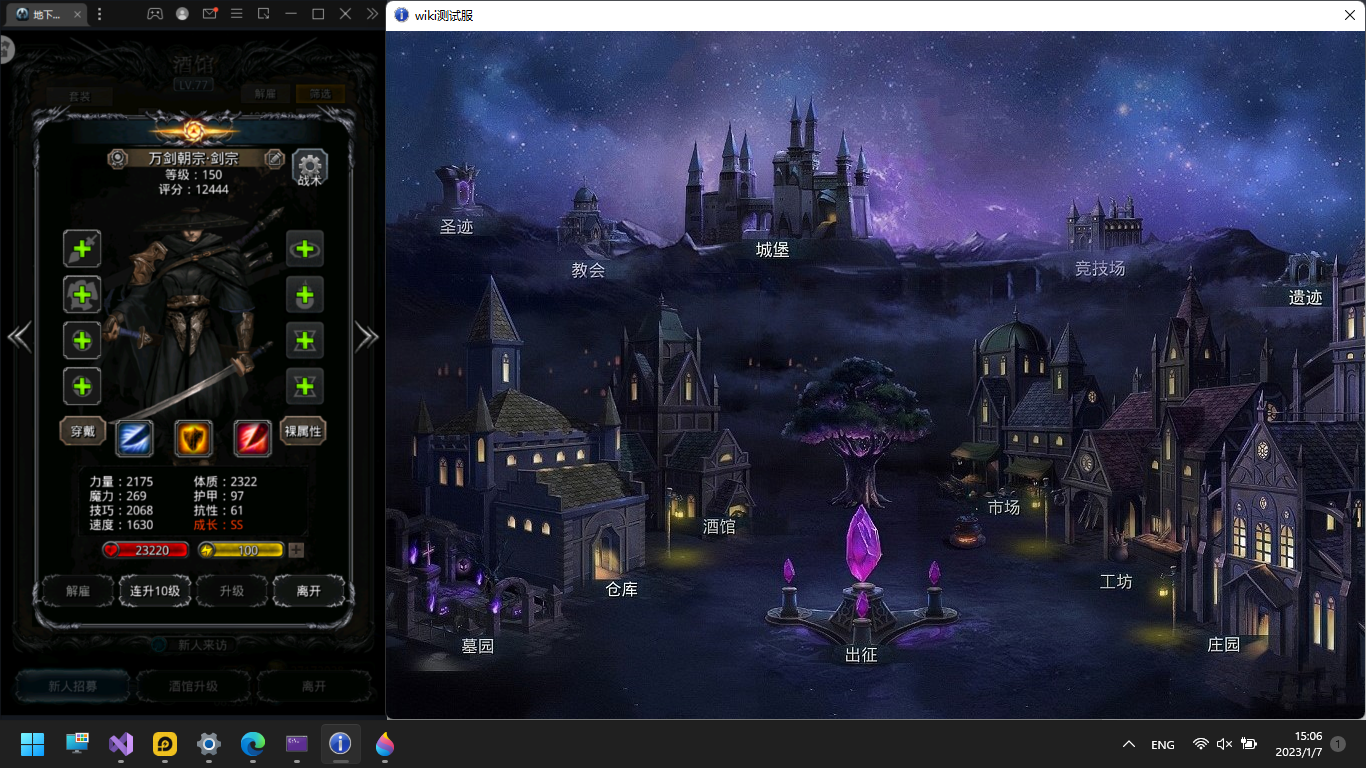 地下...
酒馆
LV.77
套装
解雇
筛选
万剑朝宗·剑宗
等级：150
评分：12444
战术
穿戴
裸属性
力量：2175
体质：2322
魔力：269
护甲：97
技巧：2068
抗性：61
速度：1630
成长：SS
23220
100
解雇
连升10级
升级
离开
新人来访
新人招募
酒馆升级
离开
wiki测试服
圣迹
教会
城堡
竞技场
遗迹
酒馆
市场
仓库
工坊
墓园
出征
庄园
ENG
15:06
2023/1/7
1